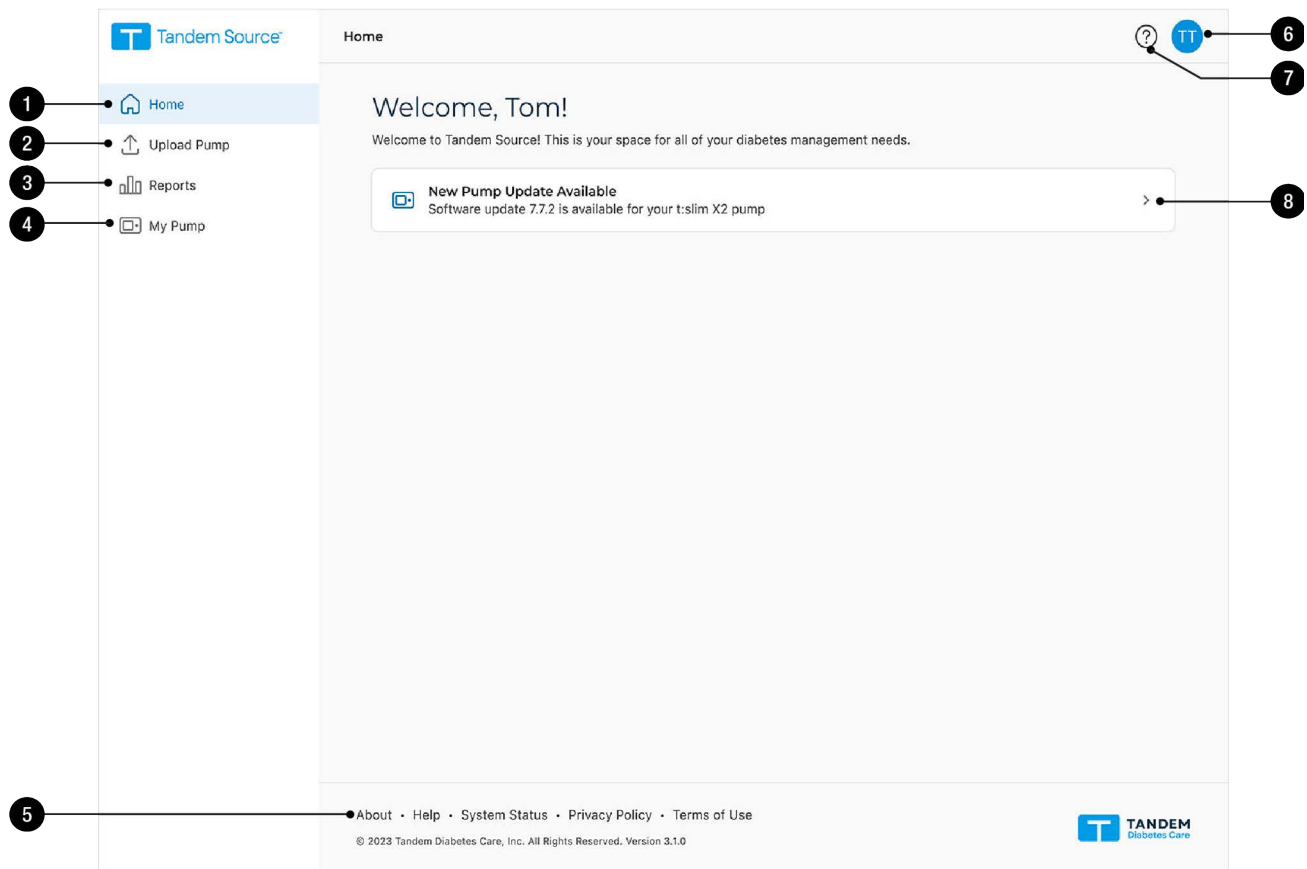 Tandem Source™
Home
TT
6
7
1
Home
2
Upload Pump
3
Reports
4
My Pump
Welcome, Tom!
Welcome to Tandem Source! This is your space for all of your diabetes management needs.
New Pump Update Available
Software update 7.7.2 is available for your t:slim X2 pump
8
5
About • Help • System Status • Privacy Policy • Terms of Use
© 2023 Tandem Diabetes Care, Inc. All Rights Reserved. Version 3.1.0
TANDEM
Diabetes Care